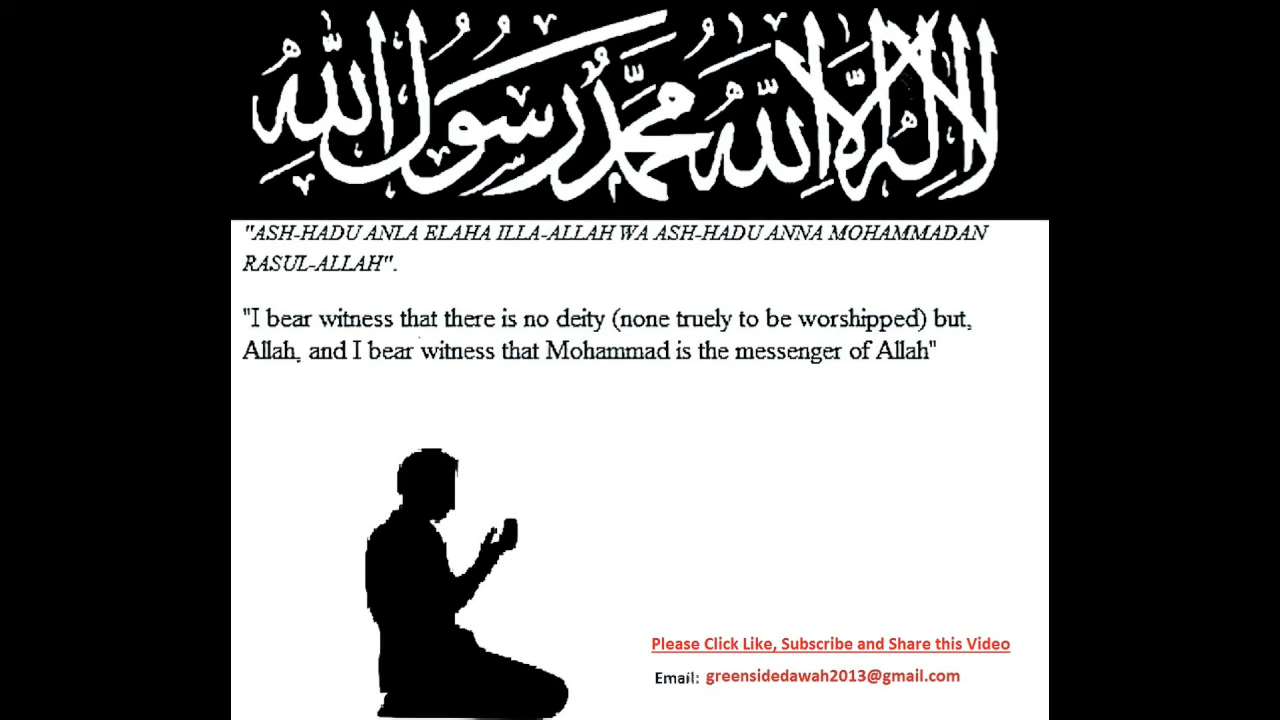 لا إله إلا الله محمد رسول الله
"ASH-HADU ANLA ELAHA ILLA-ALLAH WA ASH-HADU ANNA MOHAMMADAN
RASUL-ALLAH".
"I bear witness that there is no deity (none truely to be worshipped) but,
Allah, and I bear witness that Mohammad is the messenger of Allah"
Please Click Like, Subscribe and Share this Video
Email: greensidedawah2013@gmail.com